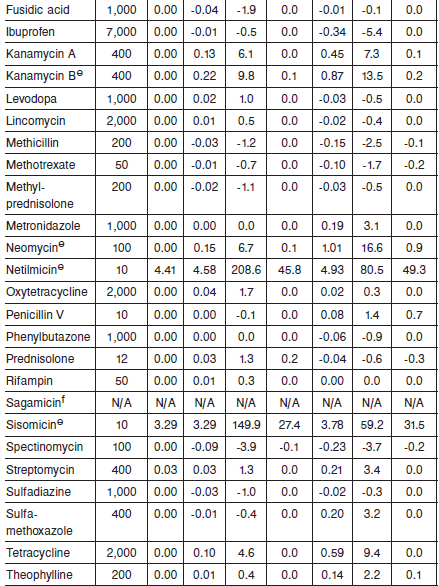 Fusidic acid 1,000 0.00 -0.04 -1.9 0.0 -0.01 -0.1 0.0
Ibuprofen 7,000 0.00 -0.01 -0.5 0.0 -0.34 -5.4 0.0
Kanamycin A 400 0.00 0.13 6.1 0.0 0.45 7.3 0.1
Kanamycin Be 400 0.00 0.22 9.8 0.1 0.87 13.5 0.2
Levodopa 1,000 0.00 0.02 1.0 0.0 -0.03 -0.5 0.0
Lincomycin 2,000 0.00 0.01 0.5 0.0 -0.02 -0.4 0.0
Methicillin 200 0.00 -0.03 -1.2 0.0 -0.15 -2.5 -0.1
Methotrexate 50 0.00 -0.01 -0.7 0.0 -0.10 -1.7 -0.2
Methyl- 200 0.00 -0.02 -1.1 0.0 -0.03 -0.5 0.0
prednisolone
Metronidazole 1,000 0.00 0.00 0.0 0.0 0.19 3.1 0.0
Neomycine 100 0.00 0.15 6.7 0.1 1.01 16.6 0.9
Netilmicine 10 4.41 4.58 208.6 45.8 4.93 80.5 49.3
Oxytetracycline 2,000 0.00 0.04 1.7 0.0 0.02 0.3 0.0
Penicillin V 10 0.00 0.00 -0.1 0.0 0.08 1.4 0.7
Phenylbutazone 1,000 0.00 0.00 0.0 0.0 -0.06 -0.9 0.0
Prednisolone 12 0.00 0.03 1.3 0.2 -0.04 -0.6 -0.3
Rifampin 50 0.00 0.01 0.3 0.0 0.00 0.0 0.0
Sagamicinf N/A N/A N/A N/A N/A N/A N/A N/A
Sisomicine 10 3.29 3.29 149.9 27.4 3.78 59.2 31.5
Spectinomycin 100 0.00 -0.09 -3.9 -0.1 -0.23 -3.7 -0.2
Streptomycin 400 0.03 0.03 1.3 0.0 0.21 3.4 0.0
Sulfadiazine 1,000 0.00 -0.03 -1.0 0.0 -0.02 -0.3 0.0
Sulfa- 400 0.00 -0.01 -0.4 0.0 0.20 3.2 0.0
methoxazole
Tetracycline 2,000 0.00 0.10 4.6 0.0 0.59 9.4 0.0
Theophylline 200 0.00 0.01 0.4 0.0 0.14 2.2 0.1